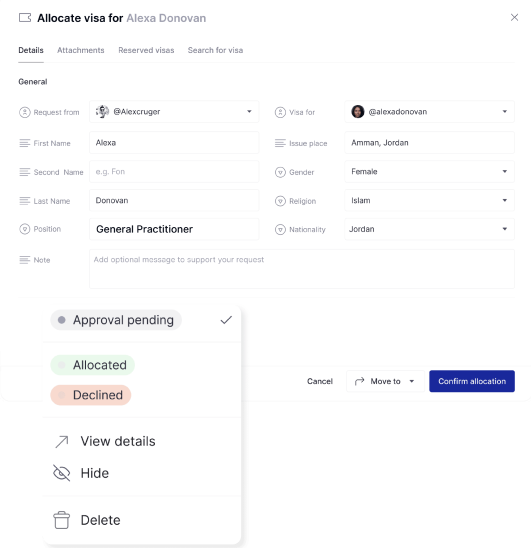 Allocate visa for Alexa Donovan
Details Attachments Reserved visas Search for visa
General
Request from @Alexcruger Visa for @alexadonovan
First Name Alexa Issue place Amman, Jordan
Second Name e.g. Fon Gender Female
Last Name Donovan Religion Islam
Position General Practitioner Nationality Jordan
Note Add optional message to support your request
Approval pending
Allocated
Declined
Cancel Move to Confirm allocation
View details
Hide
Delete